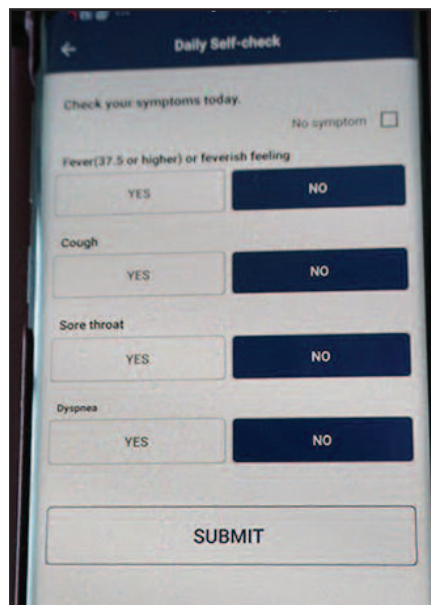 Daily Self-check
Check your symptoms today.
No symptom
Fever(37.5 or higher) or feverish feeling
YES NO
Cough
YES NO
Sore throat
YES NO
Dyspnea
YES NO
SUBMIT